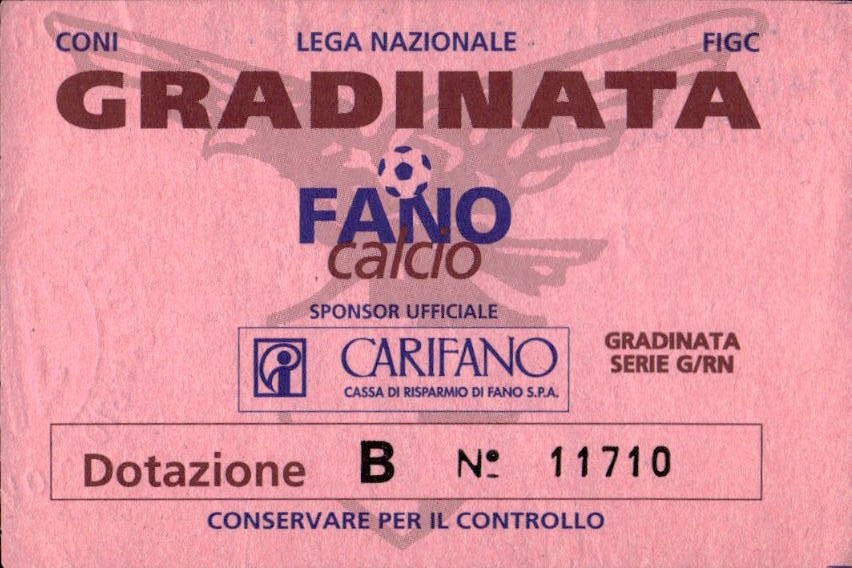 CONI LEGA NAZIONALE FIGC
GRADINATA
FANO
calcio
SPONSOR UFFICIALE
CARIFANO
CASSA DI RISPARMIO DI FANO S.P.A.
GRADINATA
SERIE G/RN
Dotazione B Nº 11710
CONSERVARE PER IL CONTROLLO